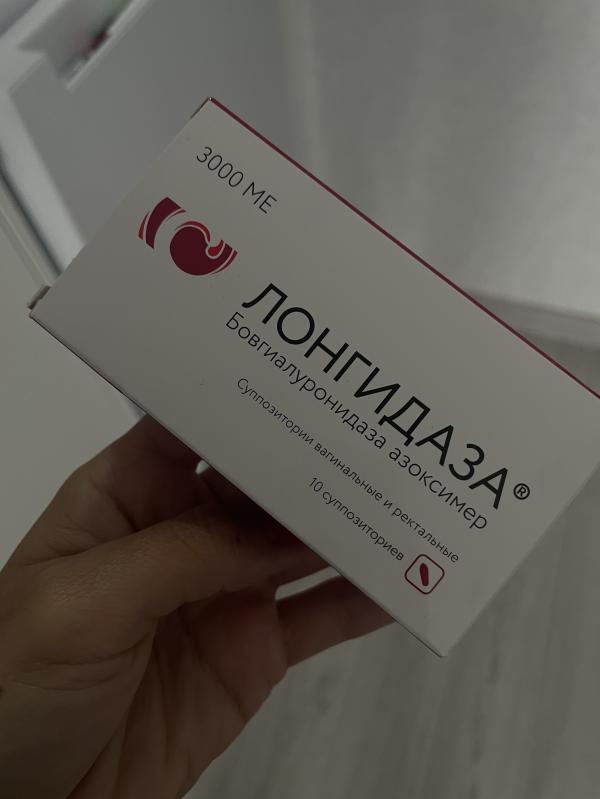 3000 МЕ
ЛОНГИДАЗА®
Бовгиалуронидаза азоксимер
Суппозитории вагинальные и ректальные
10 суппозиториев